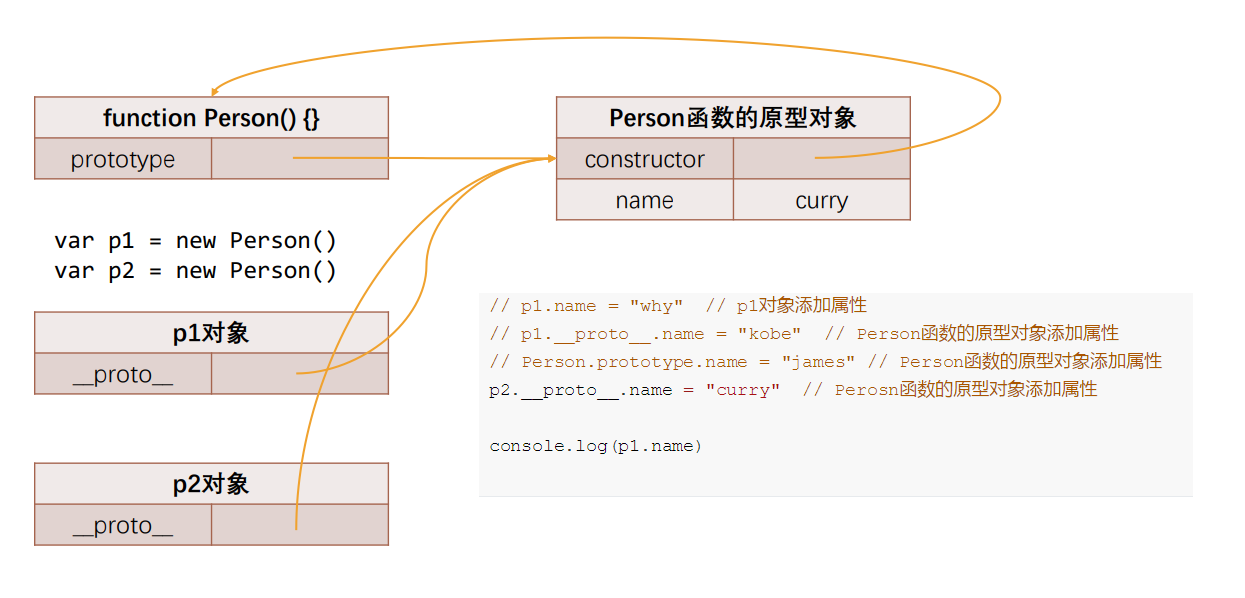 function Person() {}
prototype
Person函数的原型对象
constructor
name curry
var p1 = new Person()
var p2 = new Person()
p1对象
__proto__
p2对象
__proto__
// p1.name = "why"  // p1对象添加属性
// p1.__proto__.name = "kobe"  // Person函数的原型对象添加属性
// Person.prototype.name = "james" // Person函数的原型对象添加属性
p2.__proto__.name = "curry"  // Perosn函数的原型对象添加属性
console.log(p1.name)